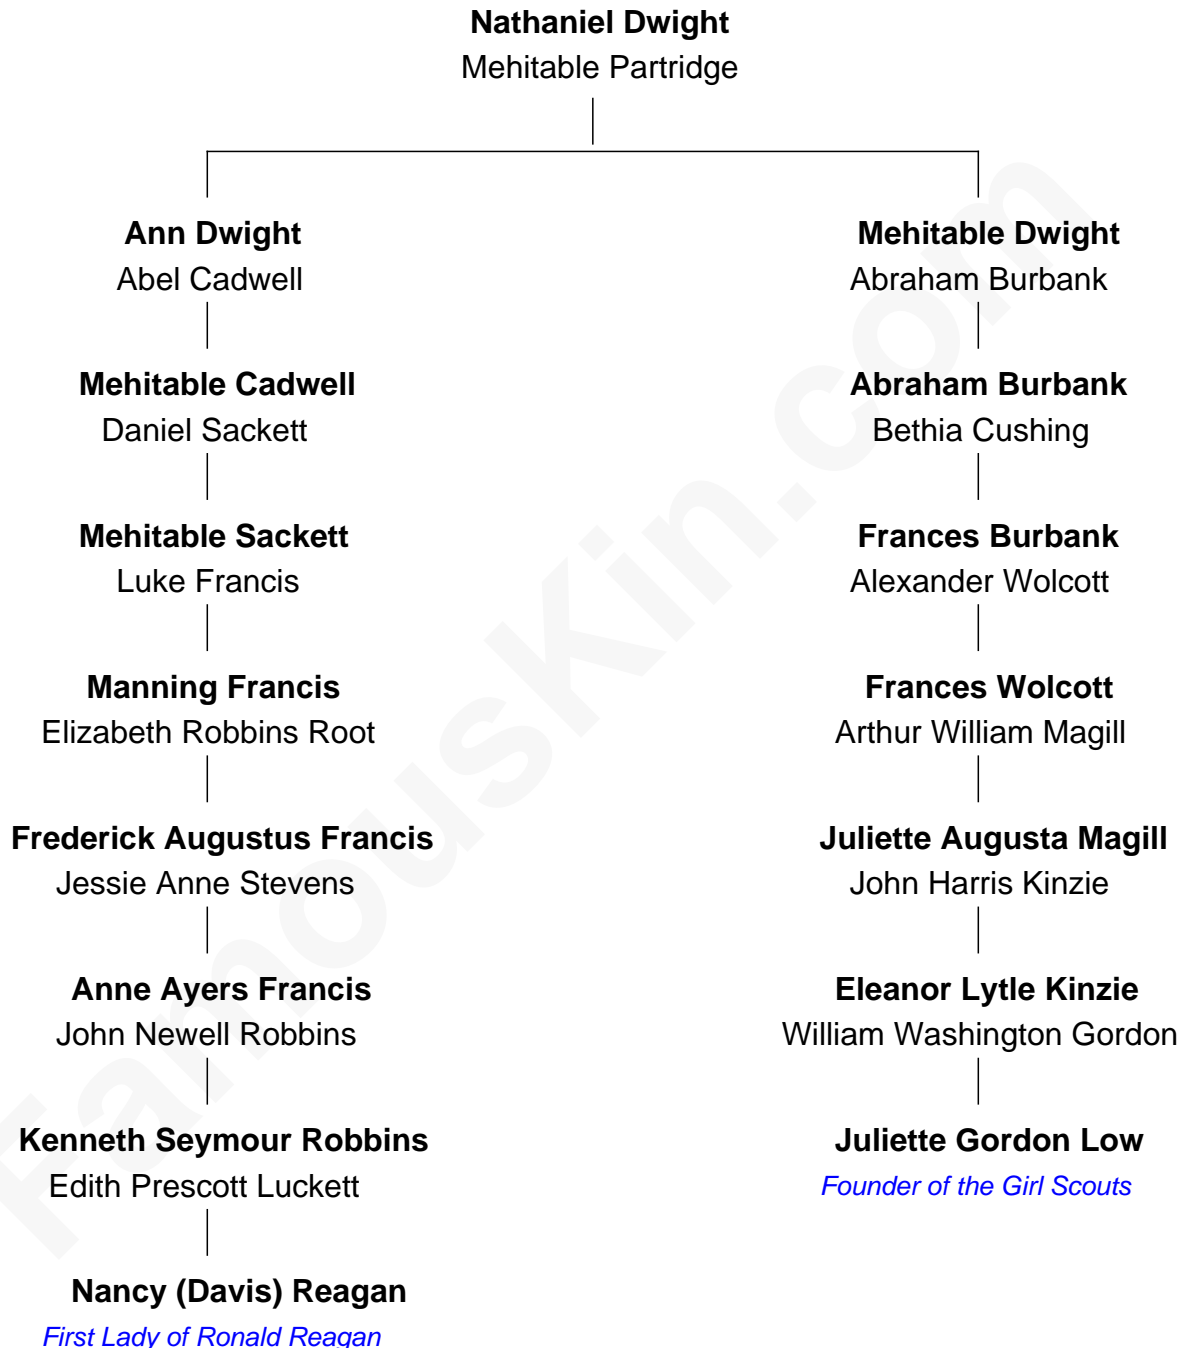 Nathaniel Dwight
Mehitable Partridge
Ann Dwight
Abel Cadwell
Mehitable Cadwell
Daniel Sackett
Mehitable Sackett
Luke Francis
Manning Francis
Elizabeth Robbins Root
Frederick Augustus Francis
Jessie Anne Stevens
Anne Ayers Francis
John Newell Robbins
Kenneth Seymour Robbins
Edith Prescott Luckett
Nancy (Davis) Reagan
First Lady of Ronald Reagan
Mehitable Dwight
Abraham Burbank
Abraham Burbank
Bethia Cushing
Frances Burbank
Alexander Wolcott
Frances Wolcott
Arthur William Magill
Juliette Augusta Magill
John Harris Kinzie
Eleanor Lytle Kinzie
William Washington Gordon
Juliette Gordon Low
Founder of the Girl Scouts
FamousKin.com